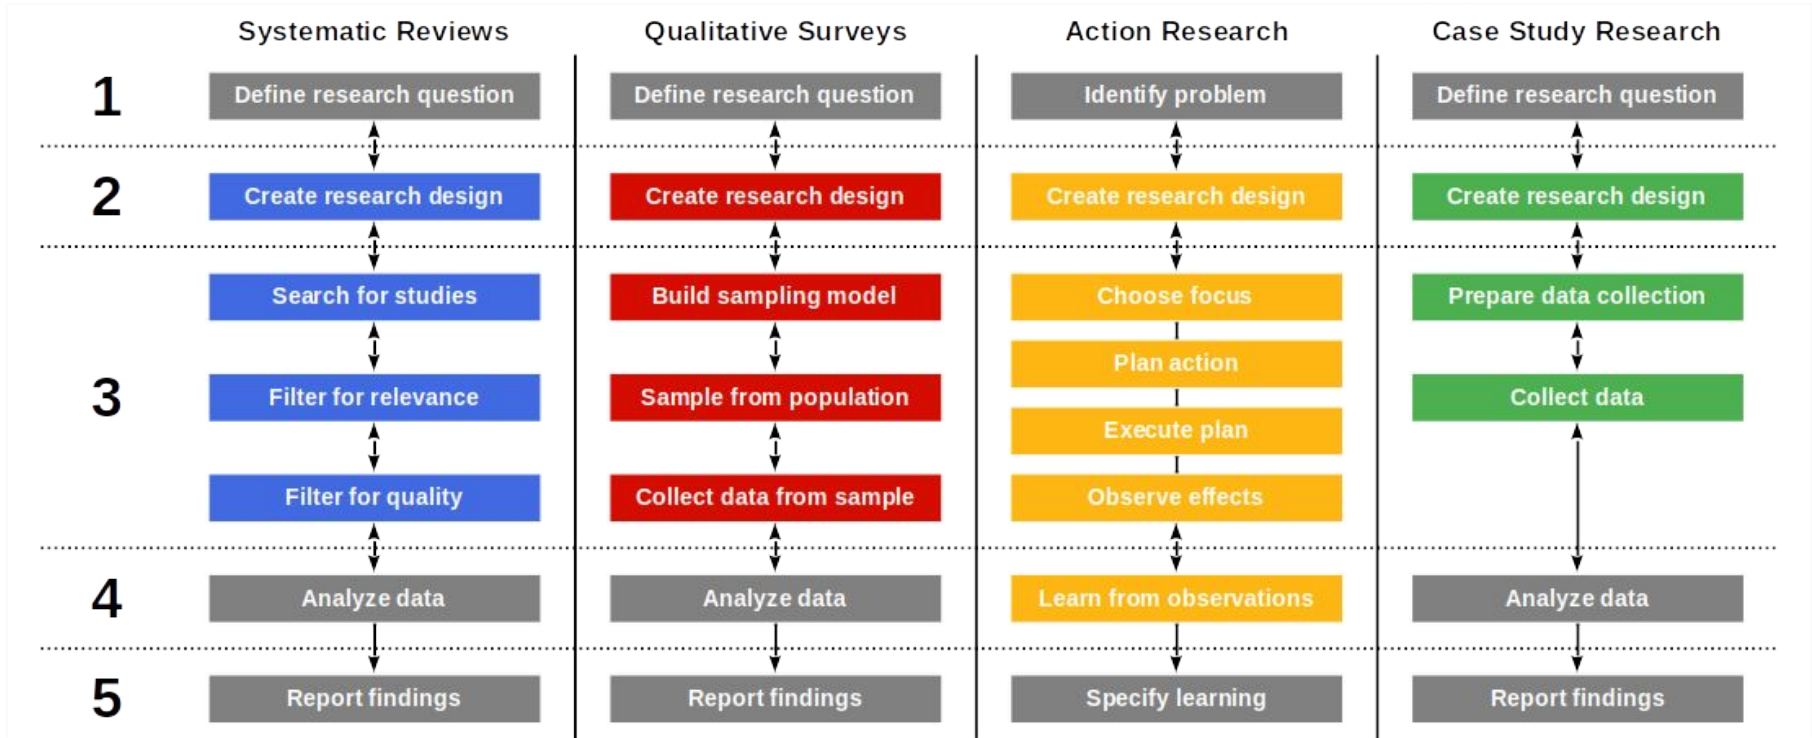 Systematic Reviews Qualitative Surveys Action Research Case Study Research
1 Define research question Define research question Identify problem Define research question
2 Create research design Create research design Create research design Create research design
Search for studies Build sampling model Choose focus Prepare data collection
Plan action
3 Filter for relevance Sample from population Collect data
Execute plan
Filter for quality Collect data from sample Observe effects
4 Analyze data Analyze data Learn from observations Analyze data
5 Report findings Report findings Specify learning Report findings